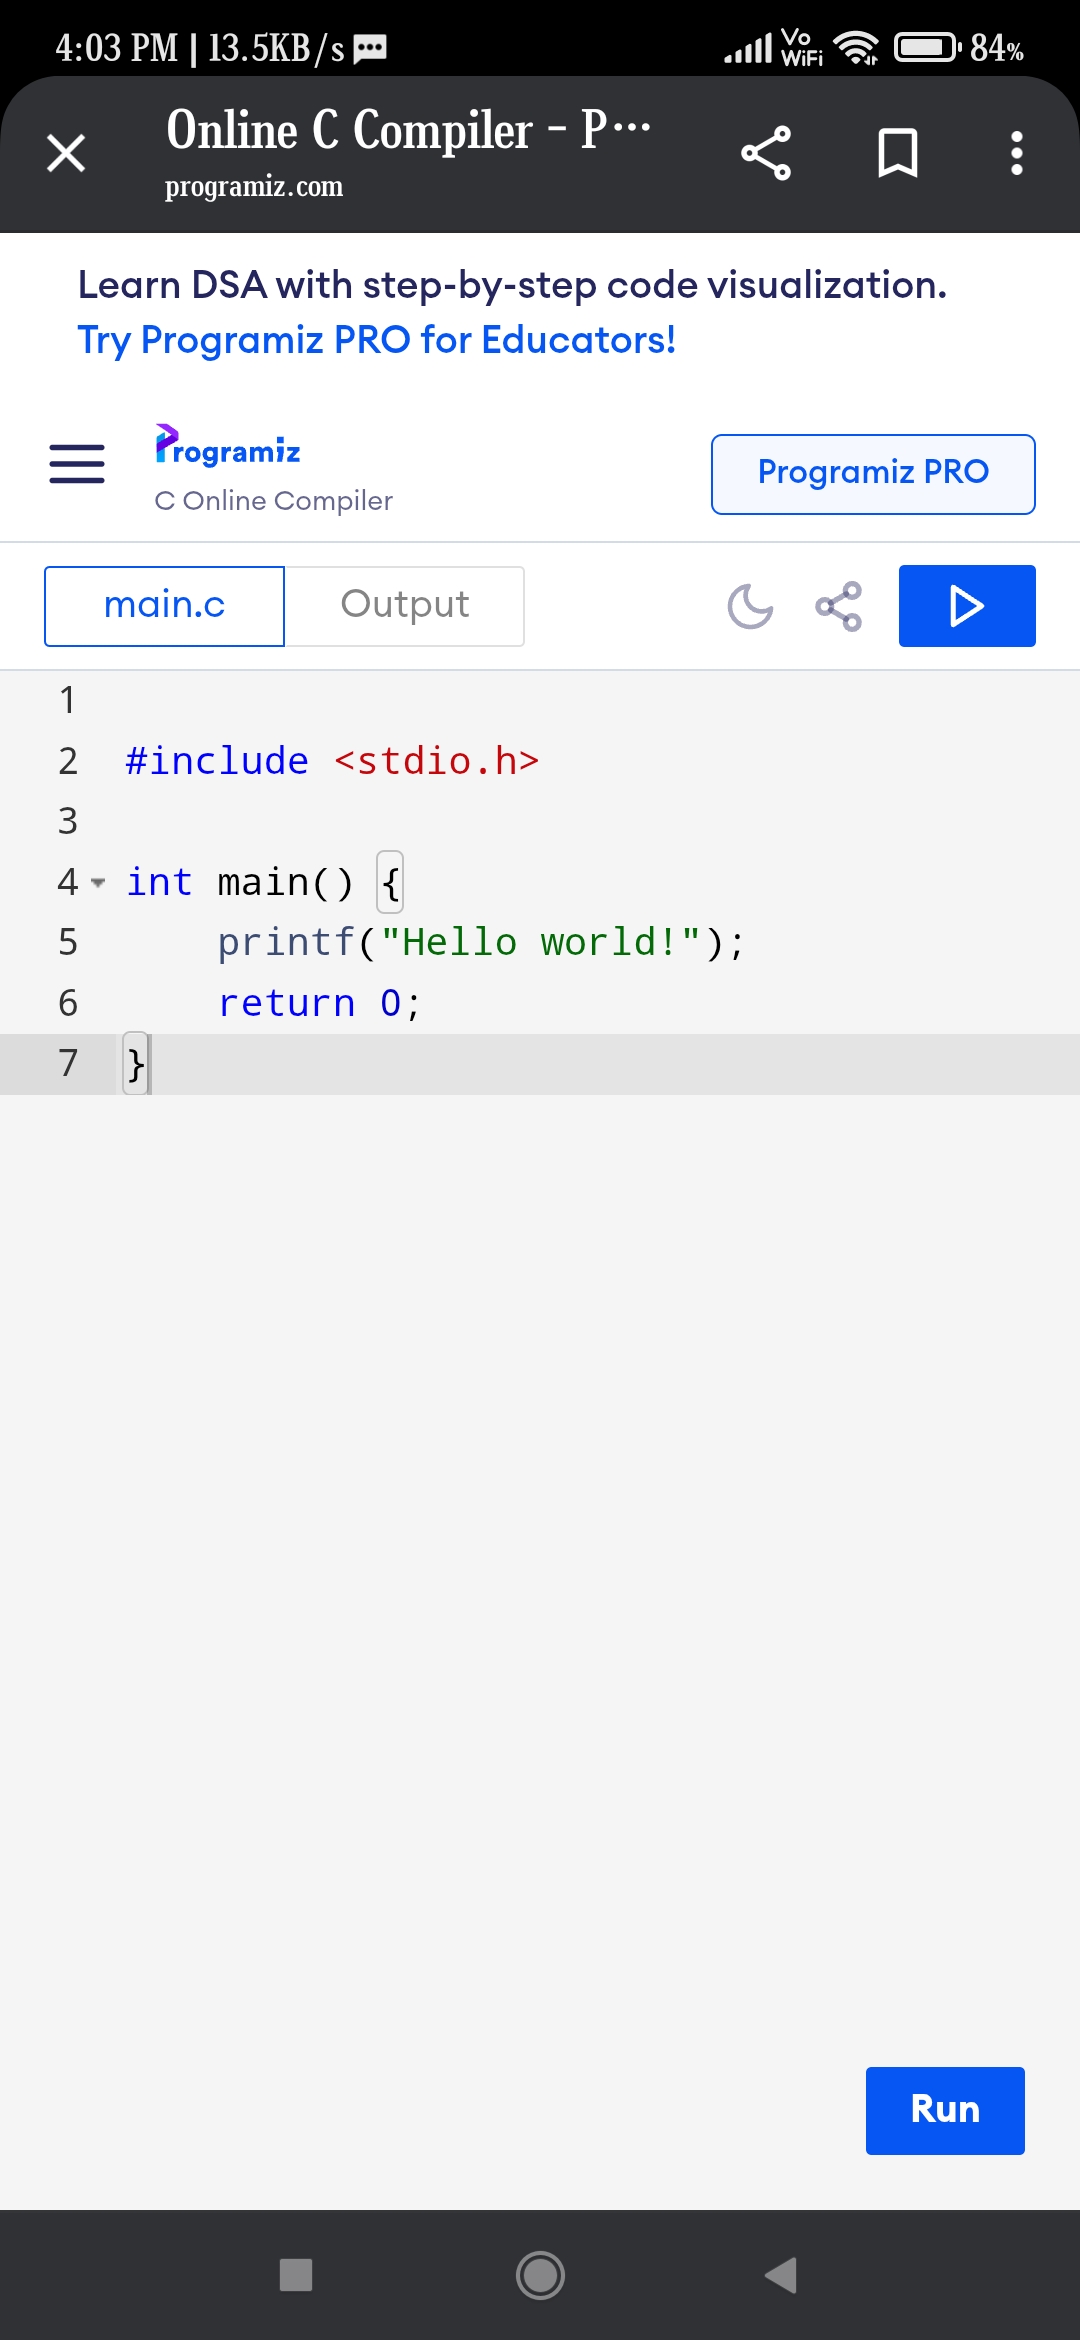 4:03 PM | 13.5KB/s
Vo WiFi
84%
Online C Compiler - P...
programiz.com
Learn DSA with step-by-step code visualization.
Try Programiz PRO for Educators!
Programiz
C Online Compiler
Programiz PRO
main.c
Output
1
2 #include <stdio.h>
3
4 int main() {
5     printf("Hello world!");
6     return 0;
7 }
Run